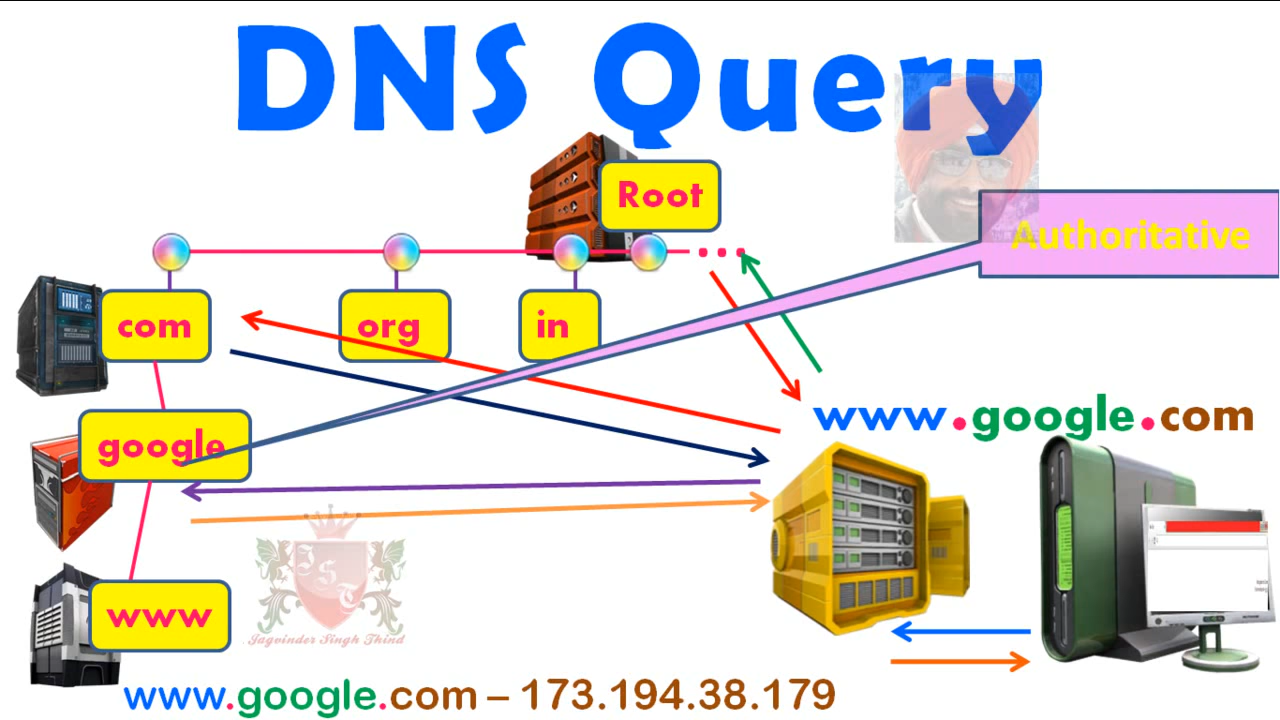 DNS Query
Root
Authoritative
com
org
in
www.google.com
google
www
JST
Jagvinder Singh Thind
www.google.com – 173.194.38.179